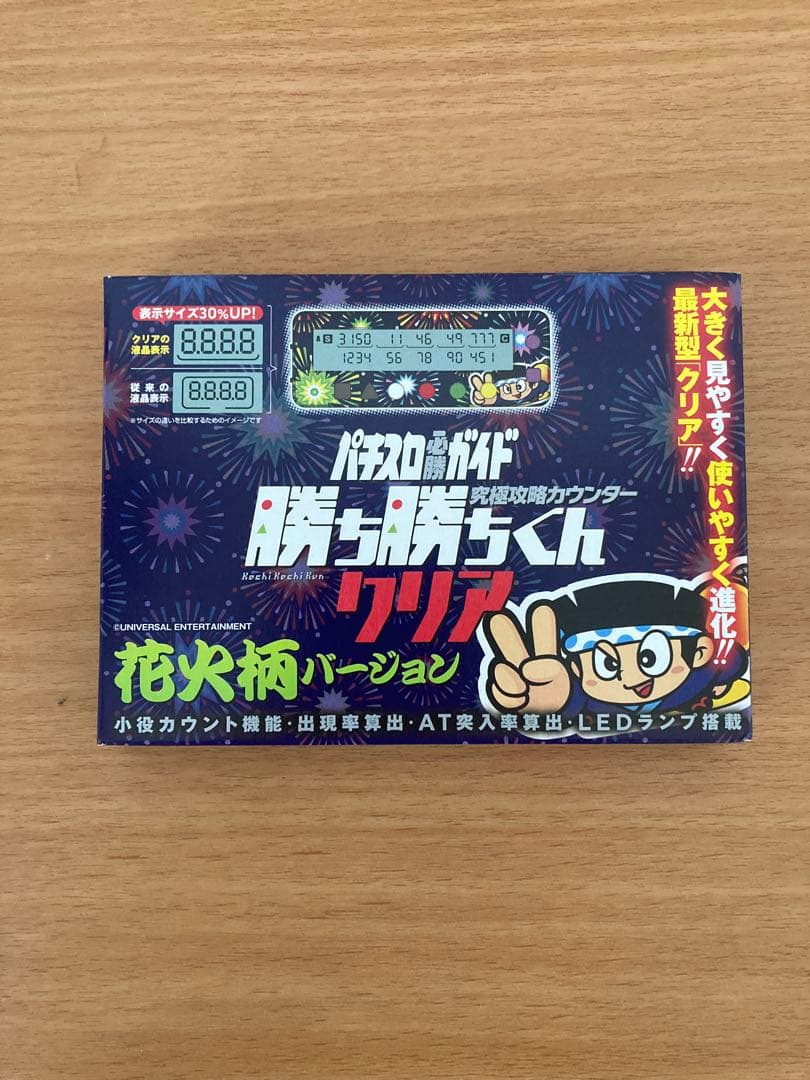 表示サイズ30%UP!
クリアの
液晶表示
8.8.8.8
従来の
液晶表示
8.8.8.8
※サイズの違いを比較するためのイメージです
A S 3150 11 46 49 777 C
1234 56 78 90 451
大きく見やすく使いやすく進化!!
最新型「クリア」!!
パチスロ必勝ガイド
究極攻略カウンター
勝ち勝ちくん
Kachi Kachi Kun
クリア
©UNIVERSAL ENTERTAINMENT
花火柄バージョン
小役カウント機能・出現率算出・AT突入率算出・LEDランプ搭載